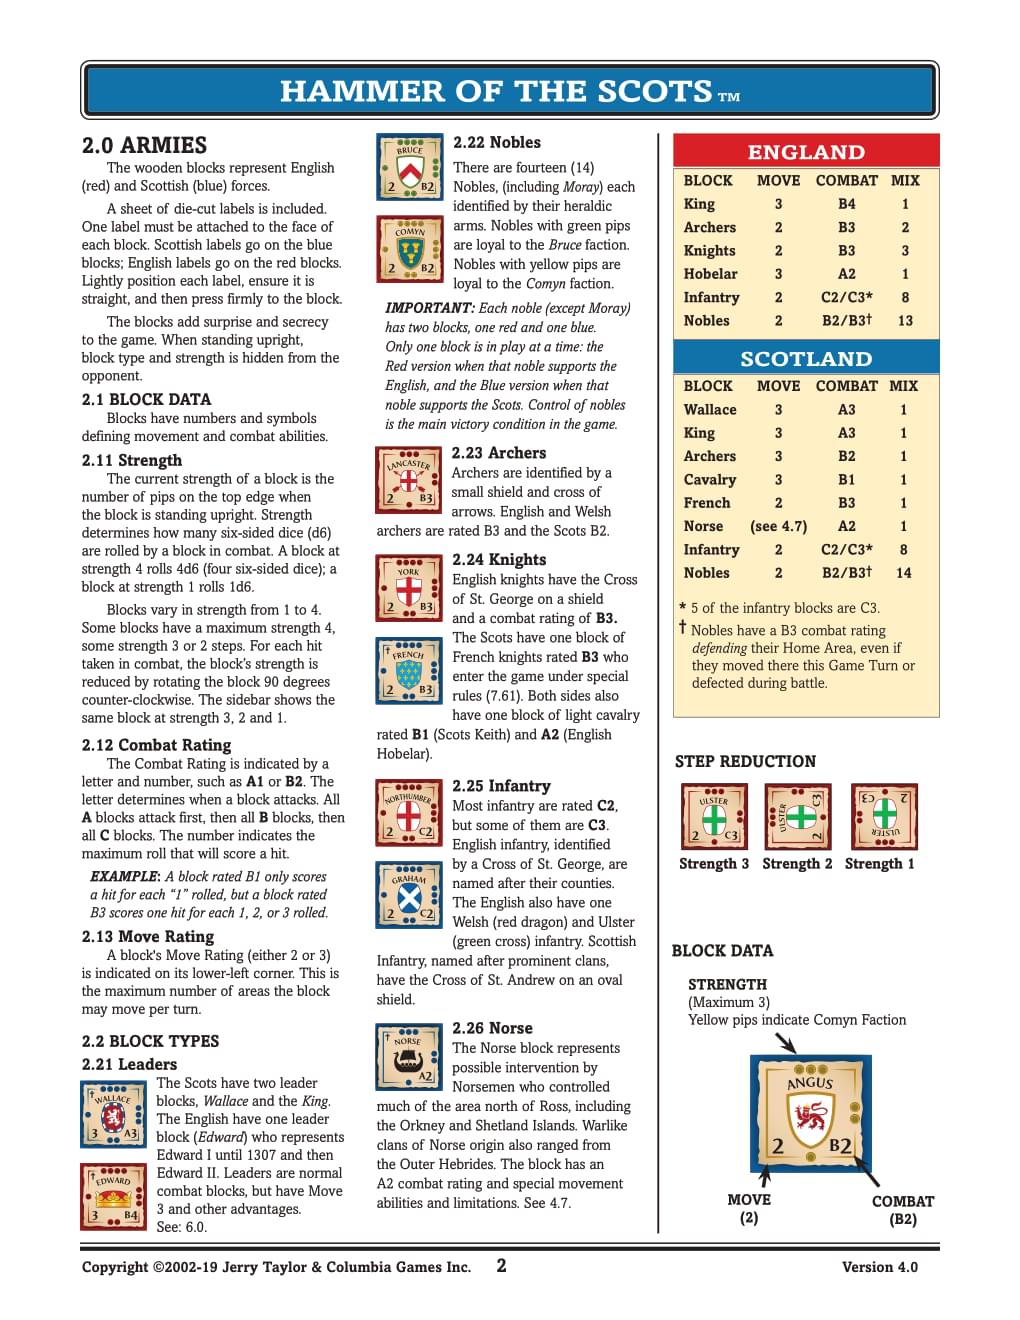 HAMMER OF THE SCOTS TM
2.0 ARMIES
The wooden blocks represent English
(red) and Scottish (blue) forces.
A sheet of die-cut labels is included.
One label must be attached to the face of
each block. Scottish labels go on the blue
blocks; English labels go on the red blocks.
Lightly position each label, ensure it is
straight, and then press firmly to the block.
The blocks add surprise and secrecy
to the game. When standing upright,
block type and strength is hidden from the
opponent.
2.1 BLOCK DATA
Blocks have numbers and symbols
defining movement and combat abilities.
2.11 Strength
The current strength of a block is the
number of pips on the top edge when
the block is standing upright. Strength
determines how many six-sided dice (d6)
are rolled by a block in combat. A block at
strength 4 rolls 4d6 (four six-sided dice); a
block at strength 1 rolls 1d6.
Blocks vary in strength from 1 to 4.
Some blocks have a maximum strength 4,
some strength 3 or 2 steps. For each hit
taken in combat, the block's strength is
reduced by rotating the block 90 degrees
counter-clockwise. The sidebar shows the
same block at strength 3, 2 and 1.
2.12 Combat Rating
The Combat Rating is indicated by a
letter and number, such as A1 or B2. The
letter determines when a block attacks. All
A blocks attack first, then all B blocks, then
all C blocks. The number indicates the
maximum roll that will score a hit.
EXAMPLE: A block rated B1 only scores
a hit for each "1" rolled, but a block rated
B3 scores one hit for each 1, 2, or 3 rolled.
2.13 Move Rating
A block's Move Rating (either 2 or 3)
is indicated on its lower-left corner. This is
the maximum number of areas the block
may move per turn.
2.2 BLOCK TYPES
2.21 Leaders
† WALLACE
3 A3
† EDWARD
3 B4
The Scots have two leader
blocks, Wallace and the King.
The English have one leader
block (Edward) who represents
Edward I until 1307 and then
Edward II. Leaders are normal
combat blocks, but have Move
3 and other advantages.
See: 6.0.
BRUCE
2 B2
COMYN
2 B2
2.22 Nobles
There are fourteen (14)
Nobles, (including Moray) each
identified by their heraldic
arms. Nobles with green pips
are loyal to the Bruce faction.
Nobles with yellow pips are
loyal to the Comyn faction.
IMPORTANT: Each noble (except Moray)
has two blocks, one red and one blue.
Only one block is in play at a time: the
Red version when that noble supports the
English, and the Blue version when that
noble supports the Scots. Control of nobles
is the main victory condition in the game.
LANCASTER
2 B3
2.23 Archers
Archers are identified by a
small shield and cross of
arrows. English and Welsh
archers are rated B3 and the Scots B2.
YORK
2 B3
† FRENCH
2 B3
2.24 Knights
English knights have the Cross
of St. George on a shield
and a combat rating of B3.
The Scots have one block of
French knights rated B3 who
enter the game under special
rules (7.61). Both sides also
have one block of light cavalry
rated B1 (Scots Keith) and A2 (English
Hobelar).
NORTHUMBER
2 C2
GRAHAM
2 C2
2.25 Infantry
Most infantry are rated C2,
but some of them are C3.
English infantry, identified
by a Cross of St. George, are
named after their counties.
The English also have one
Welsh (red dragon) and Ulster
(green cross) infantry. Scottish
Infantry, named after prominent clans,
have the Cross of St. Andrew on an oval
shield.
† NORSE
A2
2.26 Norse
The Norse block represents
possible intervention by
Norsemen who controlled
much of the area north of Ross, including
the Orkney and Shetland Islands. Warlike
clans of Norse origin also ranged from
the Outer Hebrides. The block has an
A2 combat rating and special movement
abilities and limitations. See 4.7.
ENGLAND
BLOCK MOVE COMBAT MIX
King 3 B4 1
Archers 2 B3 2
Knights 2 B3 3
Hobelar 3 A2 1
Infantry 2 C2/C3* 8
Nobles 2 B2/B3† 13
SCOTLAND
BLOCK MOVE COMBAT MIX
Wallace 3 A3 1
King 3 A3 1
Archers 3 B2 1
Cavalry 3 B1 1
French 2 B3 1
Norse (see 4.7) A2 1
Infantry 2 C2/C3* 8
Nobles 2 B2/B3† 14
* 5 of the infantry blocks are C3.
† Nobles have a B3 combat rating
defending their Home Area, even if
they moved there this Game Turn or
defected during battle.
STEP REDUCTION
ULSTER
2 C3
ULSTER
2 C3
ULSTER
2 C3
Strength 3 Strength 2 Strength 1
BLOCK DATA
STRENGTH
(Maximum 3)
Yellow pips indicate Comyn Faction
ANGUS
2 B2
MOVE
(2)
COMBAT
(B2)
Copyright ©2002-19 Jerry Taylor & Columbia Games Inc. 2 Version 4.0